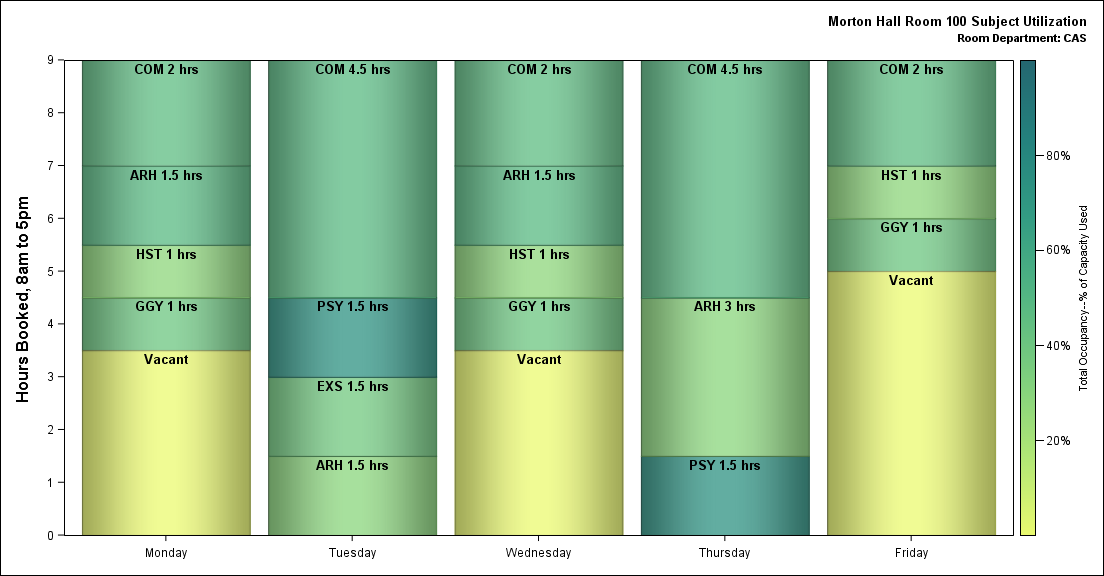 Morton Hall Room 100 Subject Utilization
Room Department: CAS
Hours Booked, 8am to 5pm
9
8
7
6
5
4
3
2
1
0
COM 2 hrs
ARH 1.5 hrs
HST 1 hrs
GGY 1 hrs
Vacant
COM 4.5 hrs
PSY 1.5 hrs
EXS 1.5 hrs
ARH 1.5 hrs
COM 2 hrs
ARH 1.5 hrs
HST 1 hrs
GGY 1 hrs
Vacant
COM 4.5 hrs
ARH 3 hrs
PSY 1.5 hrs
COM 2 hrs
HST 1 hrs
GGY 1 hrs
Vacant
Monday
Tuesday
Wednesday
Thursday
Friday
80%
60%
40%
20%
Total Occupancy--% of Capacity Used